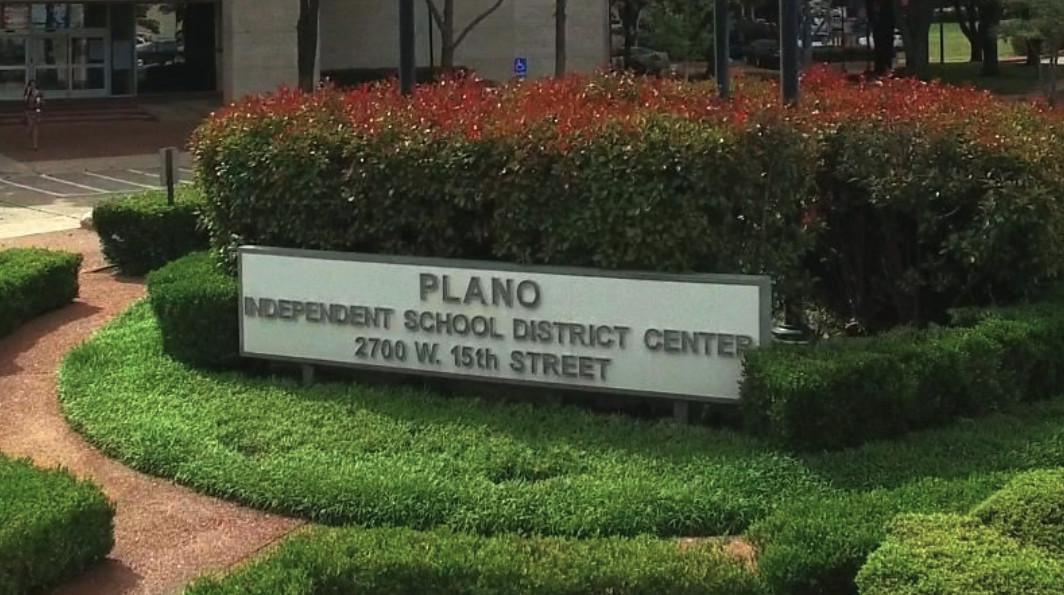 PLANO
INDEPENDENT SCHOOL DISTRICT CENTER
2700 W. 15th STREET